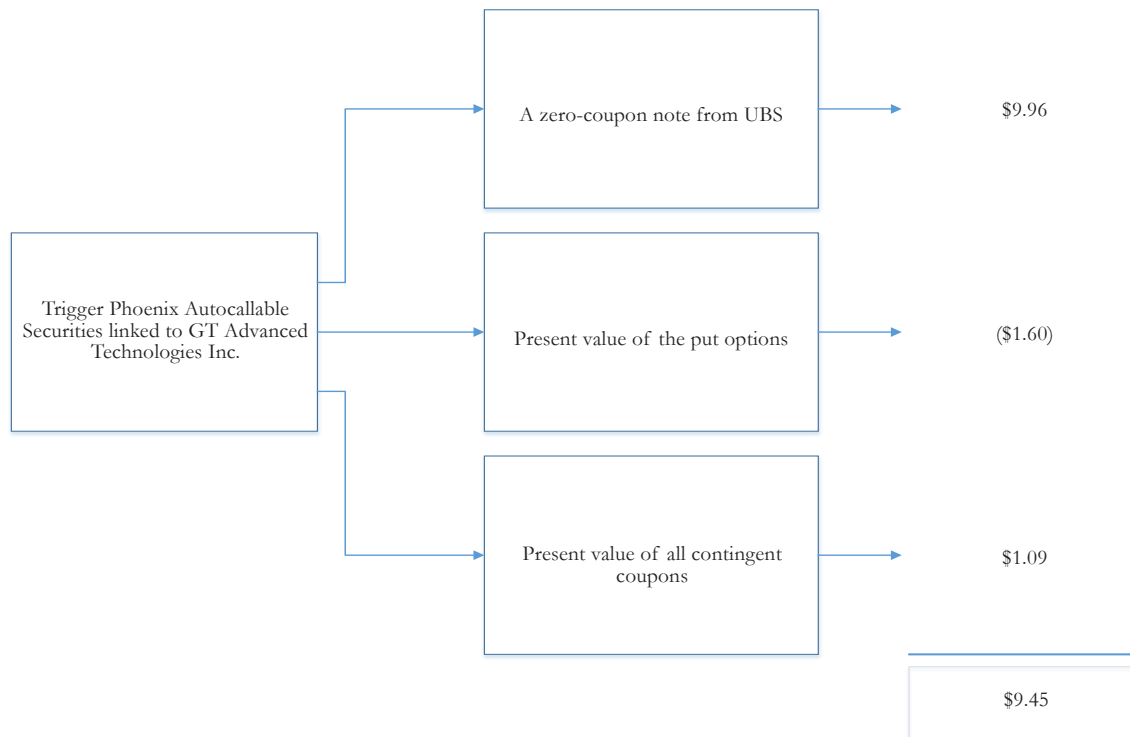 A zero-coupon note from UBS
$9.96
Trigger Phoenix Autocallable
Securities linked to GT Advanced
Technologies Inc.
Present value of the put options
($1.60)
Present value of all contingent
coupons
$1.09
$9.45